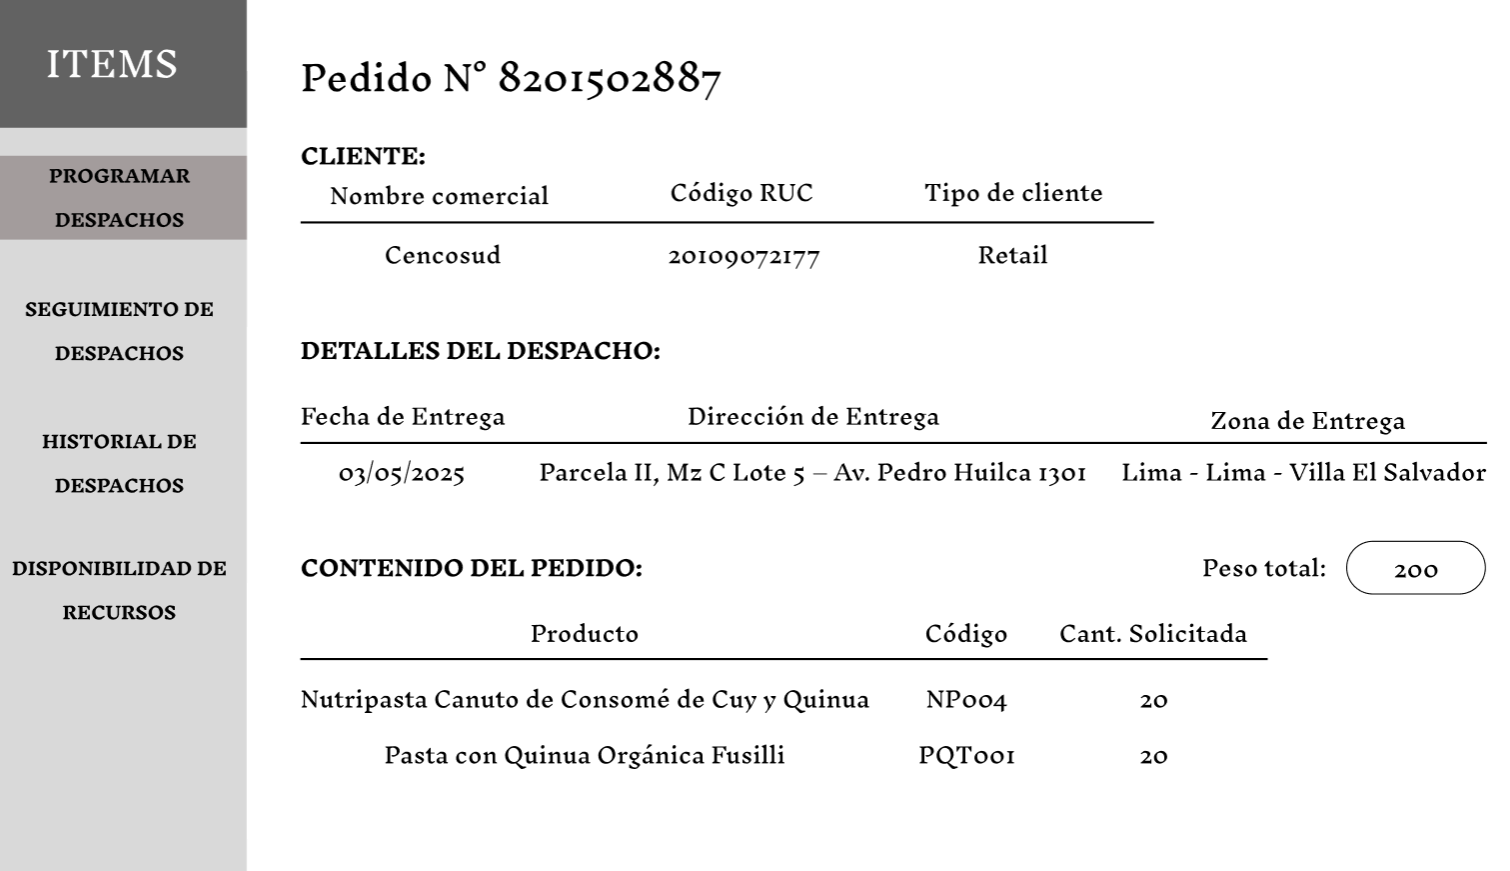 ITEMS
PROGRAMAR
DESPACHOS
SEGUIMIENTO DE
DESPACHOS
HISTORIAL DE
DESPACHOS
DISPONIBILIDAD DE
RECURSOS
Pedido N° 8201502887
CLIENTE:
Nombre comercial Código RUC Tipo de cliente
Cencosud 20109072177 Retail
DETALLES DEL DESPACHO:
Fecha de Entrega Dirección de Entrega Zona de Entrega
03/05/2025 Parcela II, Mz C Lote 5 – Av. Pedro Huilca 1301 Lima - Lima - Villa El Salvador
CONTENIDO DEL PEDIDO: Peso total: 200
Producto Código Cant. Solicitada
Nutripasta Canuto de Consomé de Cuy y Quinua NP004 20
Pasta con Quinua Orgánica Fusilli PQT001 20